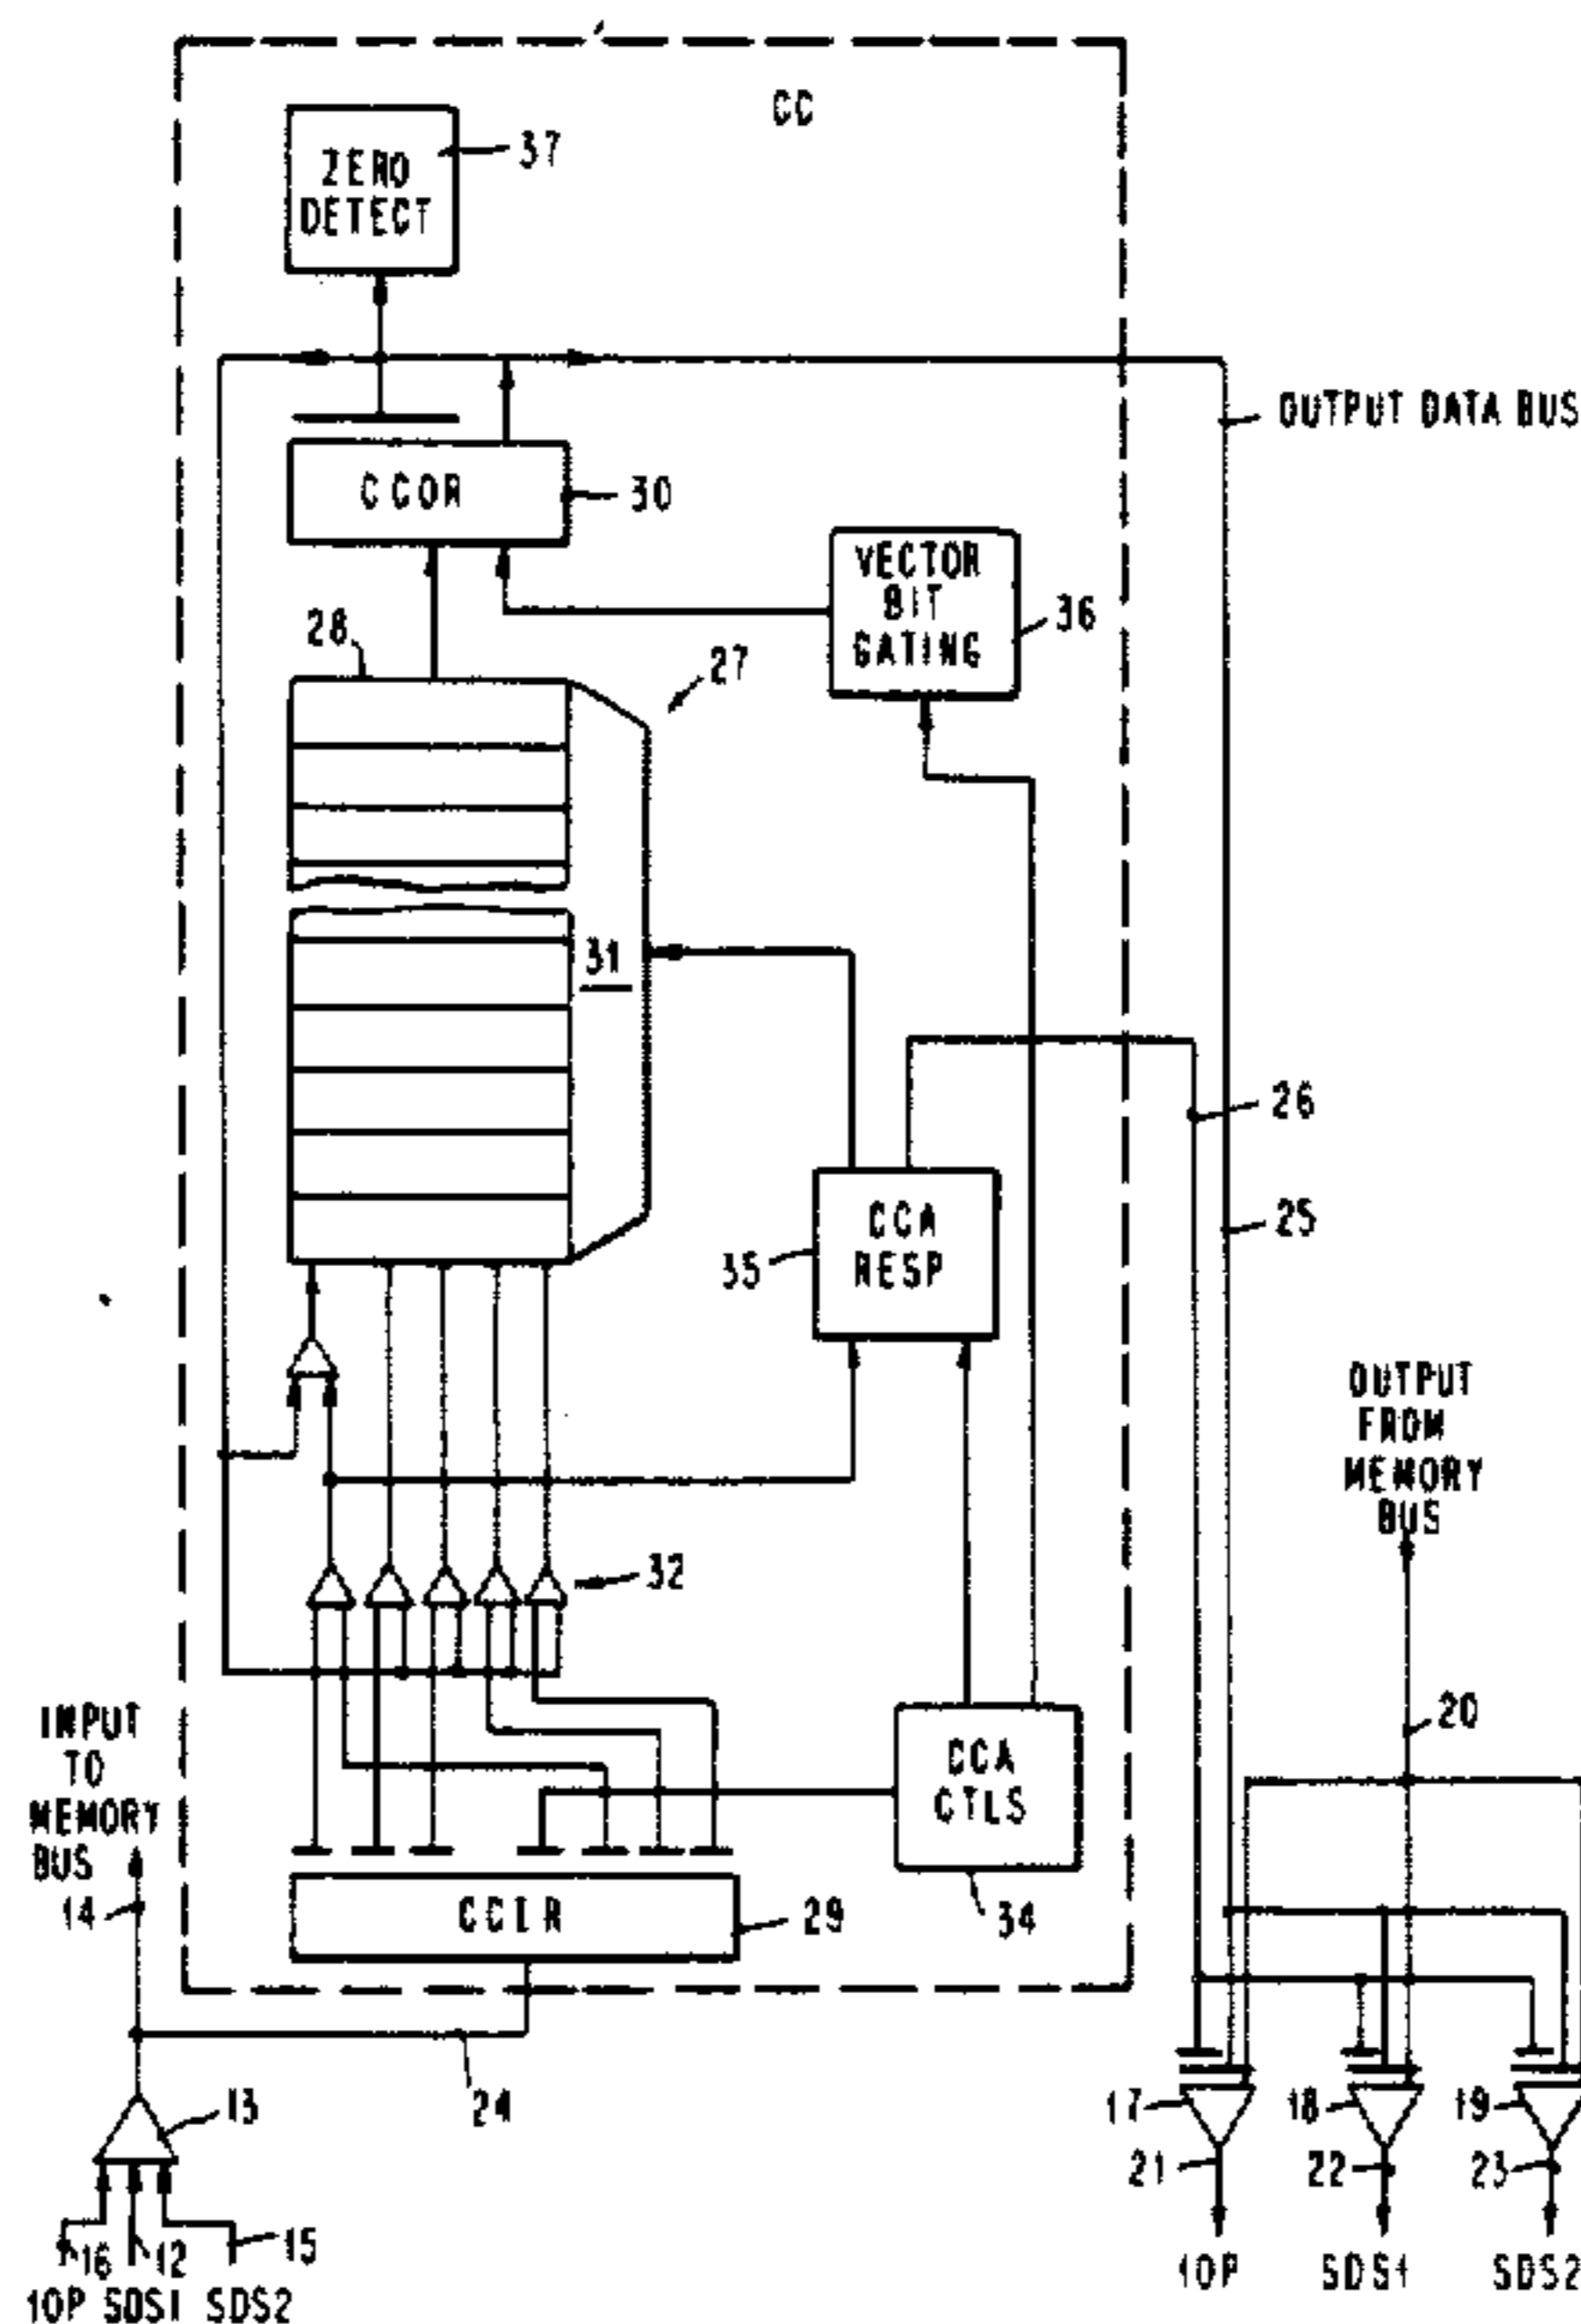 CC
ZERO
DETECT
37
OUTPUT DATA BUS
CCOR
30
VECTOR
BIT
GATING
36
28
27
31
26
25
CCA
RESP
35
OUTPUT
FROM
MEMORY
BUS
32
20
INPUT
TO
MEMORY
BUS
14
CCA
CTLS
34
CCIR
29
24
13
17
18
19
21
22
23
16
12
15
IOP SDS1 SDS2
IOP
SDS1
SDS2